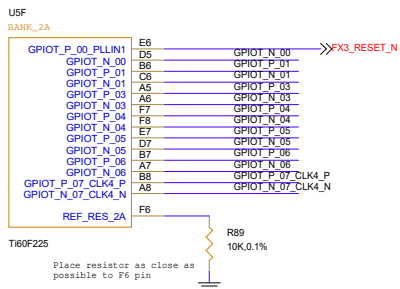 U5F
BANK_2A
GPIOT_P_00_PLLIN1 E6 FX3_RESET_N
GPIOT_N_00 D5 GPIOT_N_00
GPIOT_P_01 B6 GPIOT_P_01
GPIOT_N_01 C6 GPIOT_N_01
GPIOT_P_03 A5 GPIOT_P_03
GPIOT_N_03 A6 GPIOT_N_03
GPIOT_P_04 F7 GPIOT_P_04
GPIOT_N_04 F8 GPIOT_N_04
GPIOT_P_05 E7 GPIOT_P_05
GPIOT_N_05 D7 GPIOT_N_05
GPIOT_P_06 B7 GPIOT_P_06
GPIOT_N_06 A7 GPIOT_N_06
GPIOT_P_07_CLK4_P B8 GPIOT_P_07_CLK4_P
GPIOT_N_07_CLK4_N A8 GPIOT_N_07_CLK4_N
REF_RES_2A F6
R89
10K,0.1%
Ti60F225
Place resistor as close as
possible to F6 pin